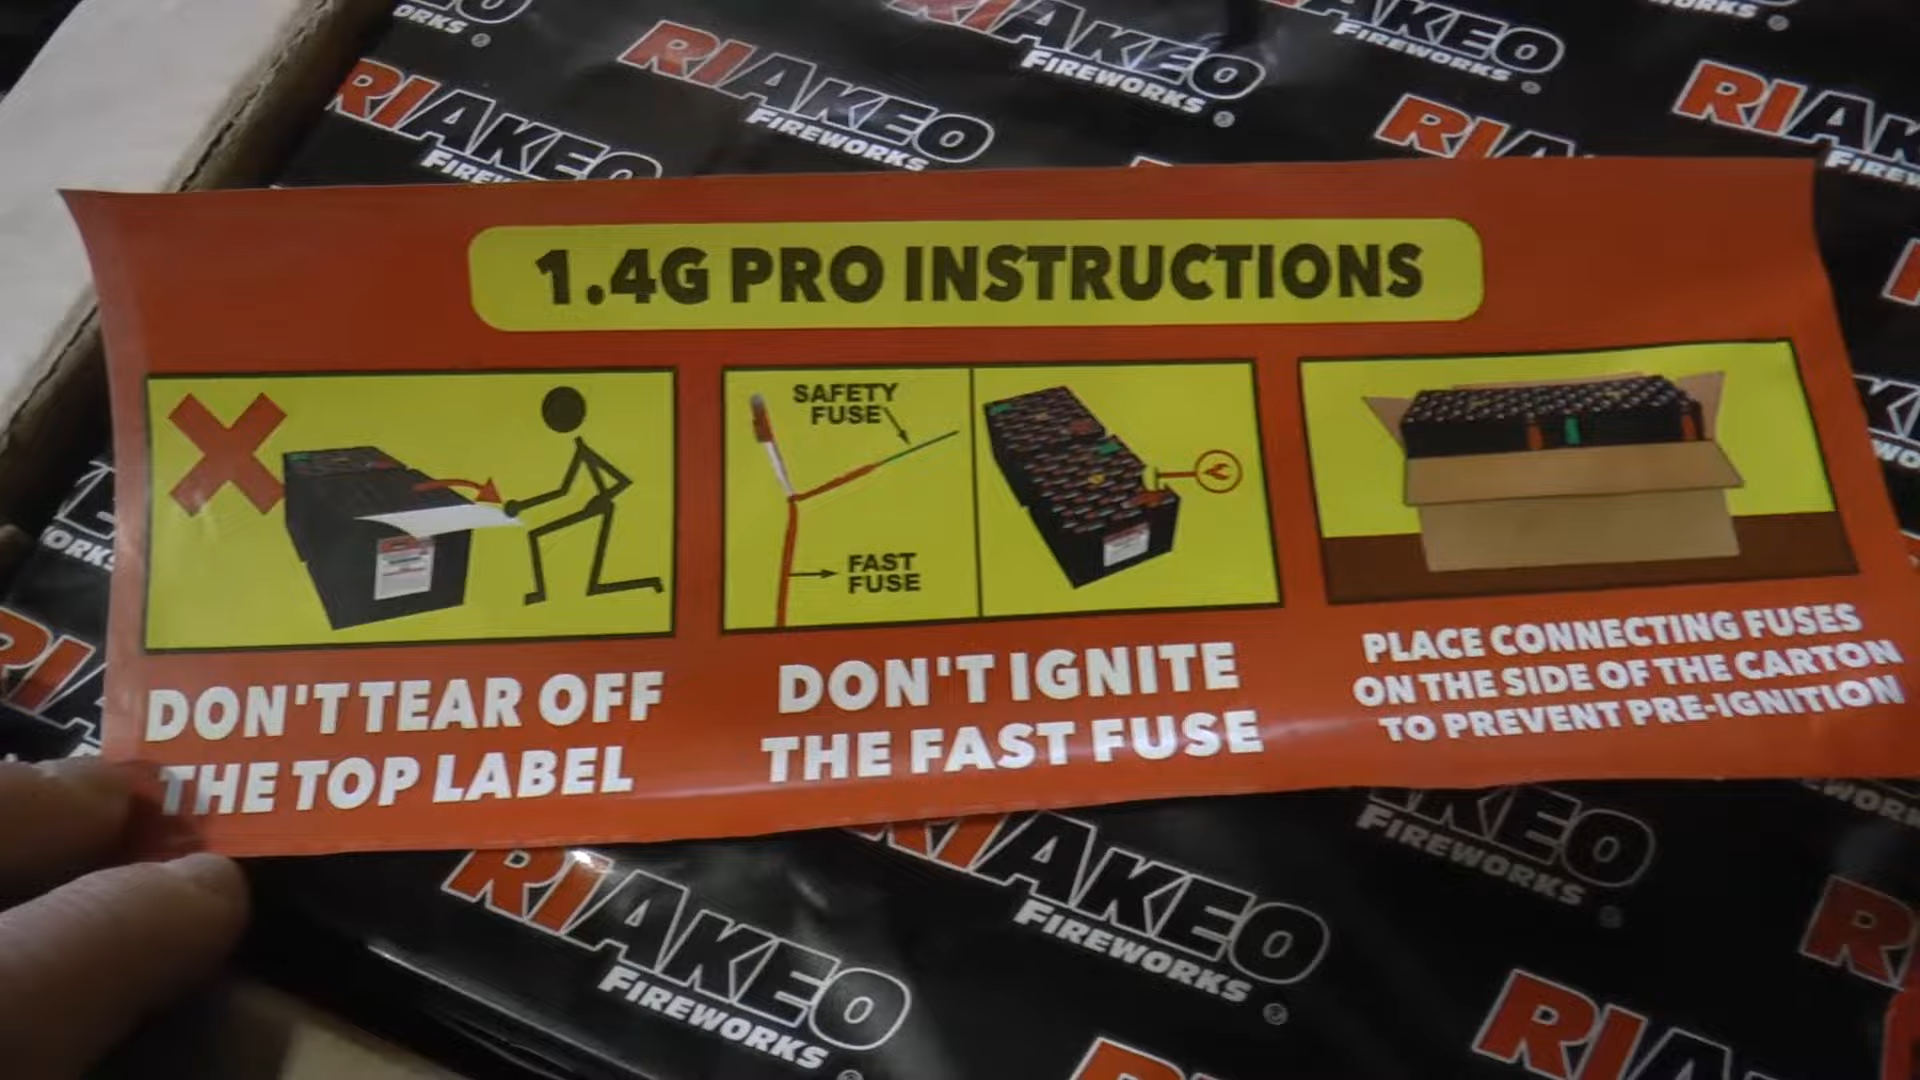 RIAKEO
FIREWORKS
RIAKEO
FIREWORKS
1.4G PRO INSTRUCTIONS
SAFETY
FUSE
FAST
FUSE
DON'T TEAR OFF
THE TOP LABEL
DON'T IGNITE
THE FAST FUSE
PLACE CONNECTING FUSES
ON THE SIDE OF THE CARTON
TO PREVENT PRE-IGNITION
RIAKEO
FIREWORKS ®
RIAKEO
FIREWORKS ®